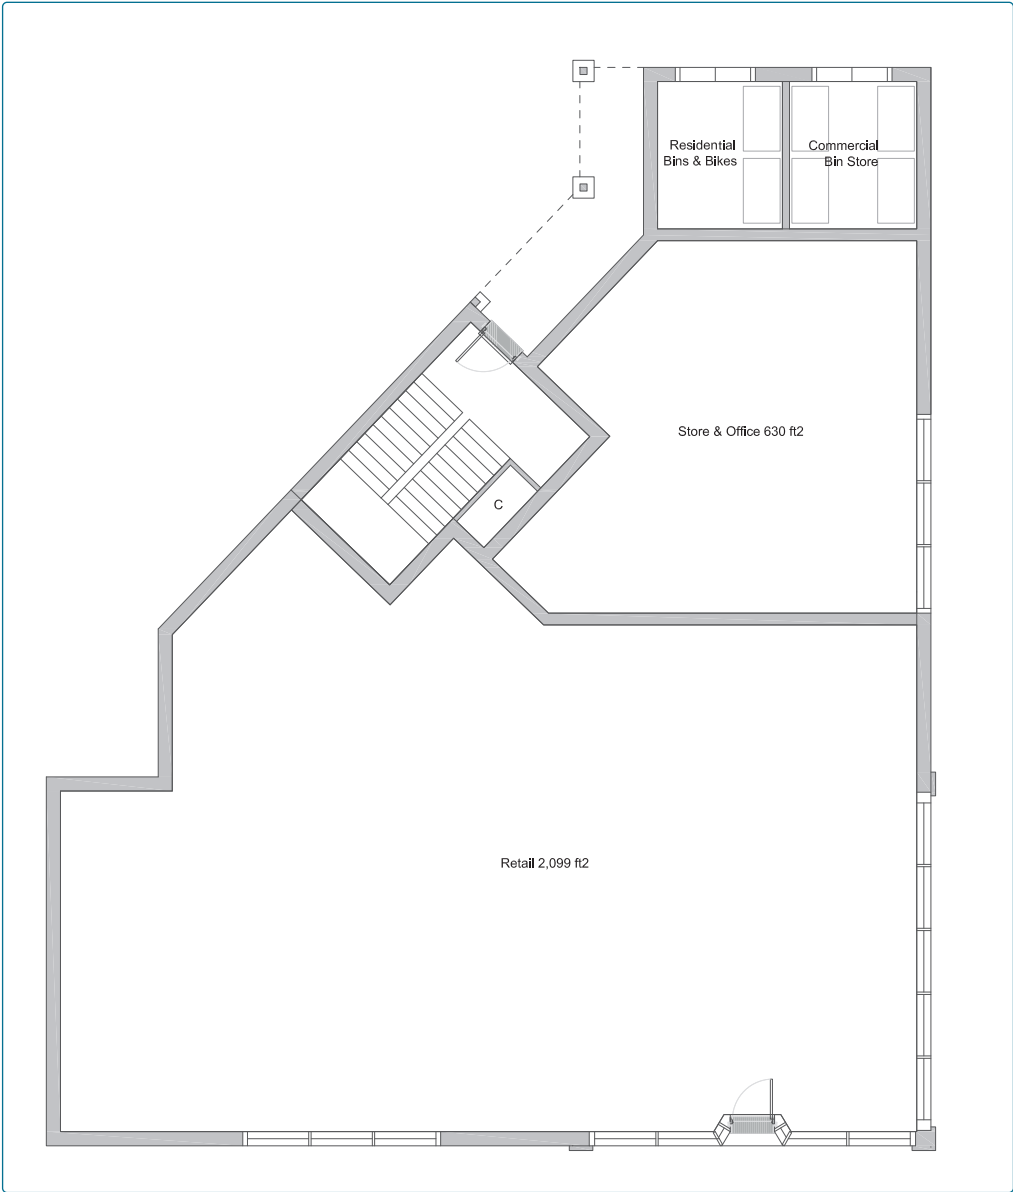 Residential
Bins & Bikes
Commercial
Bin Store
Store & Office 630 ft2
C
Retail 2,099 ft2